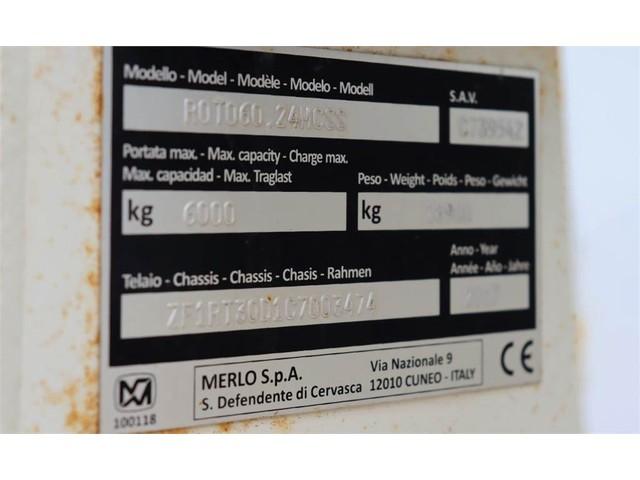 Modello - Model - Modèle - Modelo - Modell
S.A.V.
ROTO60.24MCSS
Portata max. - Max. capacity - Charge max.
Max. capacidad - Max. Traglast
Peso - Weight - Poids - Peso - Gewicht
kg 6000
kg
Telaio - Chassis - Chassis - Chasis - Rahmen
Anno - Year
Année - Año - Jahre
MERLO S.p.A.
S. Defendente di Cervasca
Via Nazionale 9
12010 CUNEO - ITALY
CE
100118